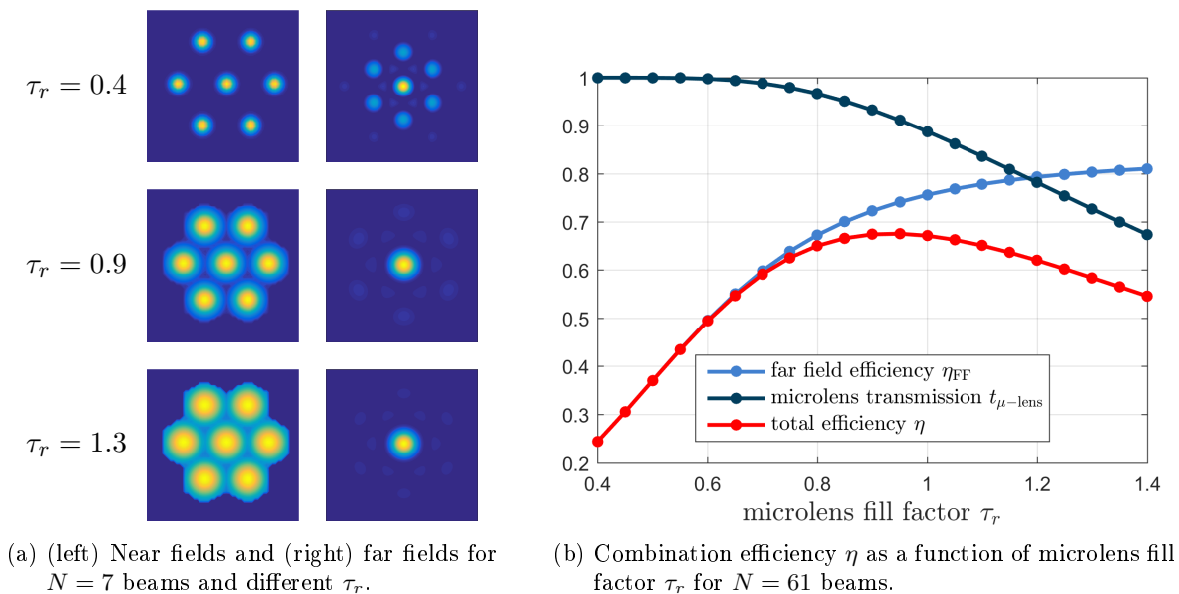 τr = 0.4
τr = 0.9
τr = 1.3
(a) (left) Near fields and (right) far fields for
N = 7 beams and different τr.
1
0.9
0.8
0.7
0.6
0.5
0.4
0.3
0.2
0.4
0.6
0.8
1
1.2
1.4
far field efficiency ηFF
microlens transmission tμ−lens
total efficiency η
microlens fill factor τr
(b) Combination efficiency η as a function of microlens fill
factor τr for N = 61 beams.